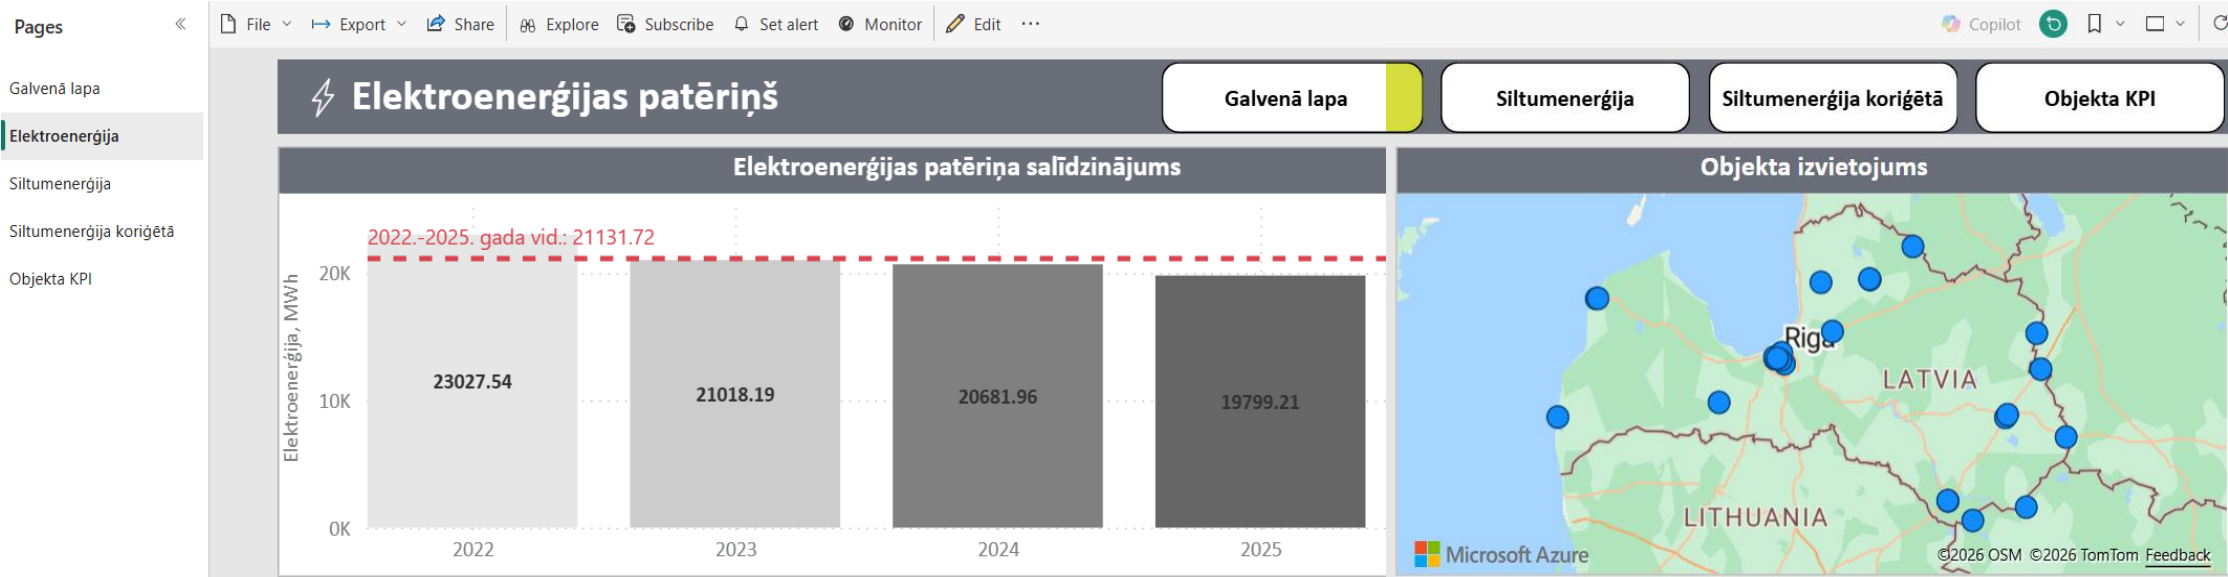 Pages
File
Export
Share
Explore
Subscribe
Set alert
Monitor
Edit
Copilot
Galvenā lapa
Elektroenerģija
Siltumenerģija
Siltumenerģija koriģētā
Objekta KPI
Elektroenerģijas patēriņš
Galvenā lapa
Siltumenerģija
Siltumenerģija koriģētā
Objekta KPI
Elektroenerģijas patēriņa salīdzinājums
2022.-2025. gada vid.: 21131.72
Elektroenerģija, MWh
20K
10K
0K
23027.54
21018.19
20681.96
19799.21
2022
2023
2024
2025
Objekta izvietojums
Riga
LATVIA
LITHUANIA
Microsoft Azure
©2026 OSM ©2026 TomTom Feedback